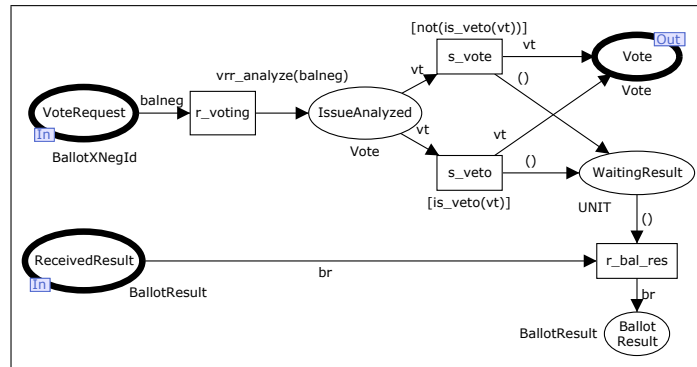 [not(is_veto(vt))]
s_vote
vt
Vote
Out
Vote
vrr_analyze(balneg)
vt
()
VoteRequest
In
BallotXNegId
balneg
r_voting
IssueAnalyzed
Vote
vt
vt
s_veto
()
[is_veto(vt)]
WaitingResult
UNIT
()
ReceivedResult
In
BallotResult
br
r_bal_res
br
BallotResult
Ballot
Result